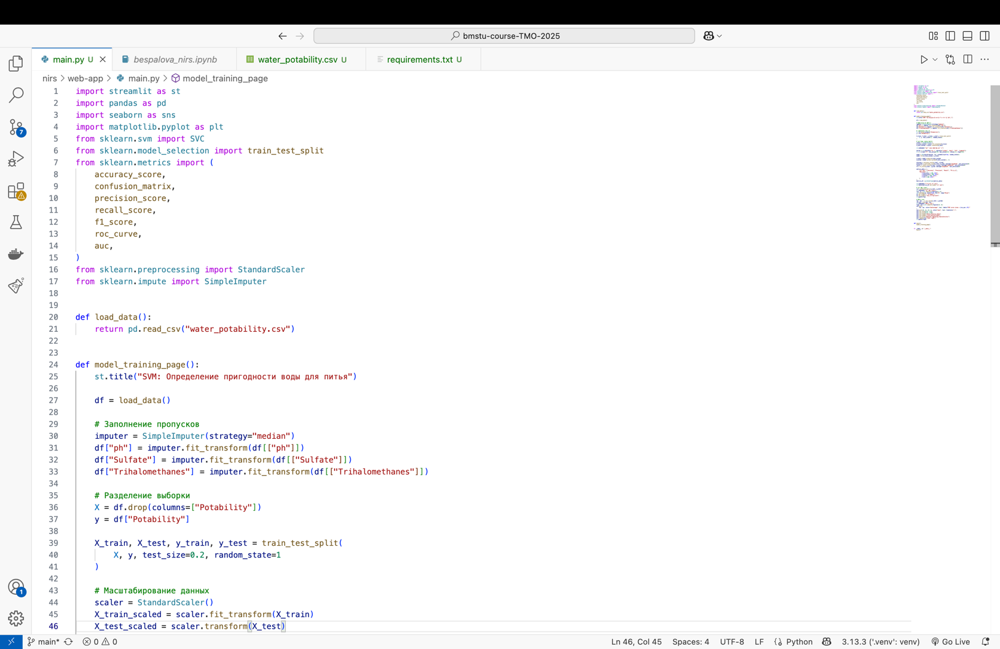 bmstu-course-TMO-2025
main.py U
bespalova_nirs.ipynb
water_potability.csv U
requirements.txt U
nirs > web-app > main.py > model_training_page
1 import streamlit as st
2 import pandas as pd
3 import seaborn as sns
4 import matplotlib.pyplot as plt
5 from sklearn.svm import SVC
6 from sklearn.model_selection import train_test_split
7 from sklearn.metrics import (
8 accuracy_score,
9 confusion_matrix,
10 precision_score,
11 recall_score,
12 f1_score,
13 roc_curve,
14 auc,
15 )
16 from sklearn.preprocessing import StandardScaler
17 from sklearn.impute import SimpleImputer
18
19
20 def load_data():
21 return pd.read_csv("water_potability.csv")
22
23
24 def model_training_page():
25 st.title("SVM: Определение пригодности воды для питья")
26
27 df = load_data()
28
29 # Заполнение пропусков
30 imputer = SimpleImputer(strategy="median")
31 df["ph"] = imputer.fit_transform(df[["ph"]])
32 df["Sulfate"] = imputer.fit_transform(df[["Sulfate"]])
33 df["Trihalomethanes"] = imputer.fit_transform(df[["Trihalomethanes"]])
34
35 # Разделение выборки
36 X = df.drop(columns=["Potability"])
37 y = df["Potability"]
38
39 X_train, X_test, y_train, y_test = train_test_split(
40 X, y, test_size=0.2, random_state=1
41 )
42
43 # Масштабирование данных
44 scaler = StandardScaler()
45 X_train_scaled = scaler.fit_transform(X_train)
46 X_test_scaled = scaler.transform(X_test)
7
1
main* 0 0 Ln 46, Col 45 Spaces: 4 UTF-8 LF {} Python 3.13.3 ('.venv': venv) Go Live